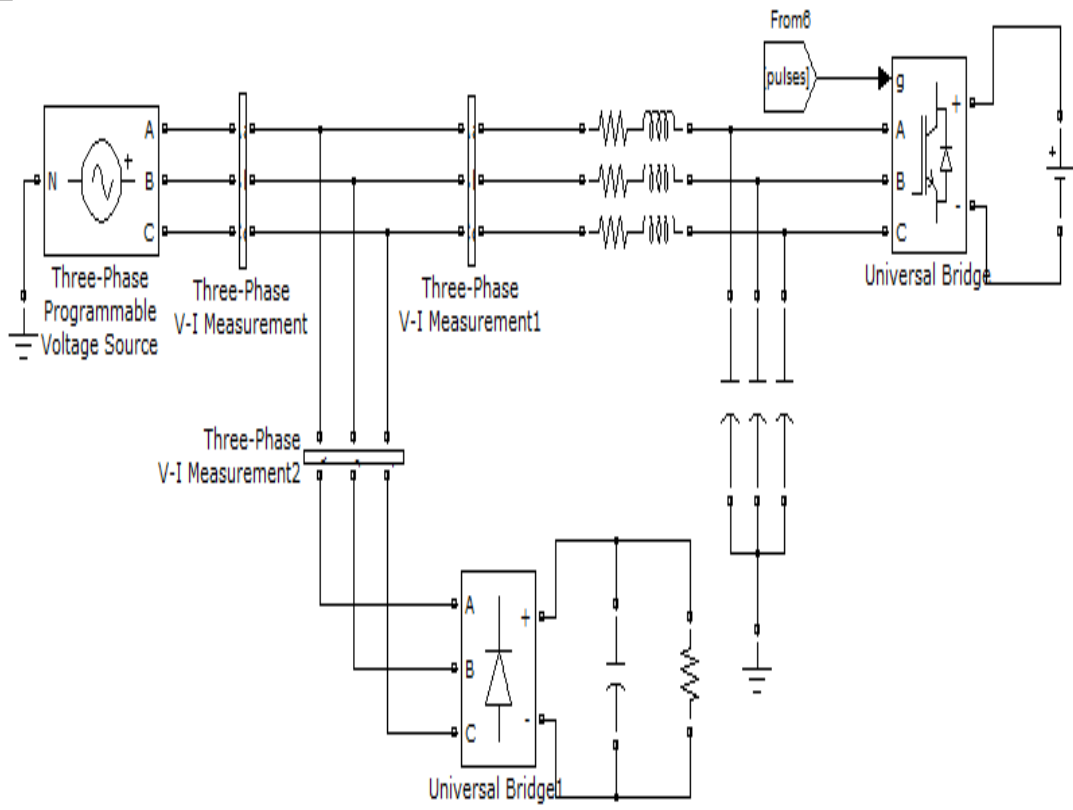 From6
[pulses]
g
A
B
C
+
-
+
Universal Bridge
N
+
A
B
C
Three-Phase
Programmable
Voltage Source
Three-Phase
V-I Measurement
Three-Phase
V-I Measurement1
Three-Phase
V-I Measurement2
A
B
C
+
-
Universal Bridge1